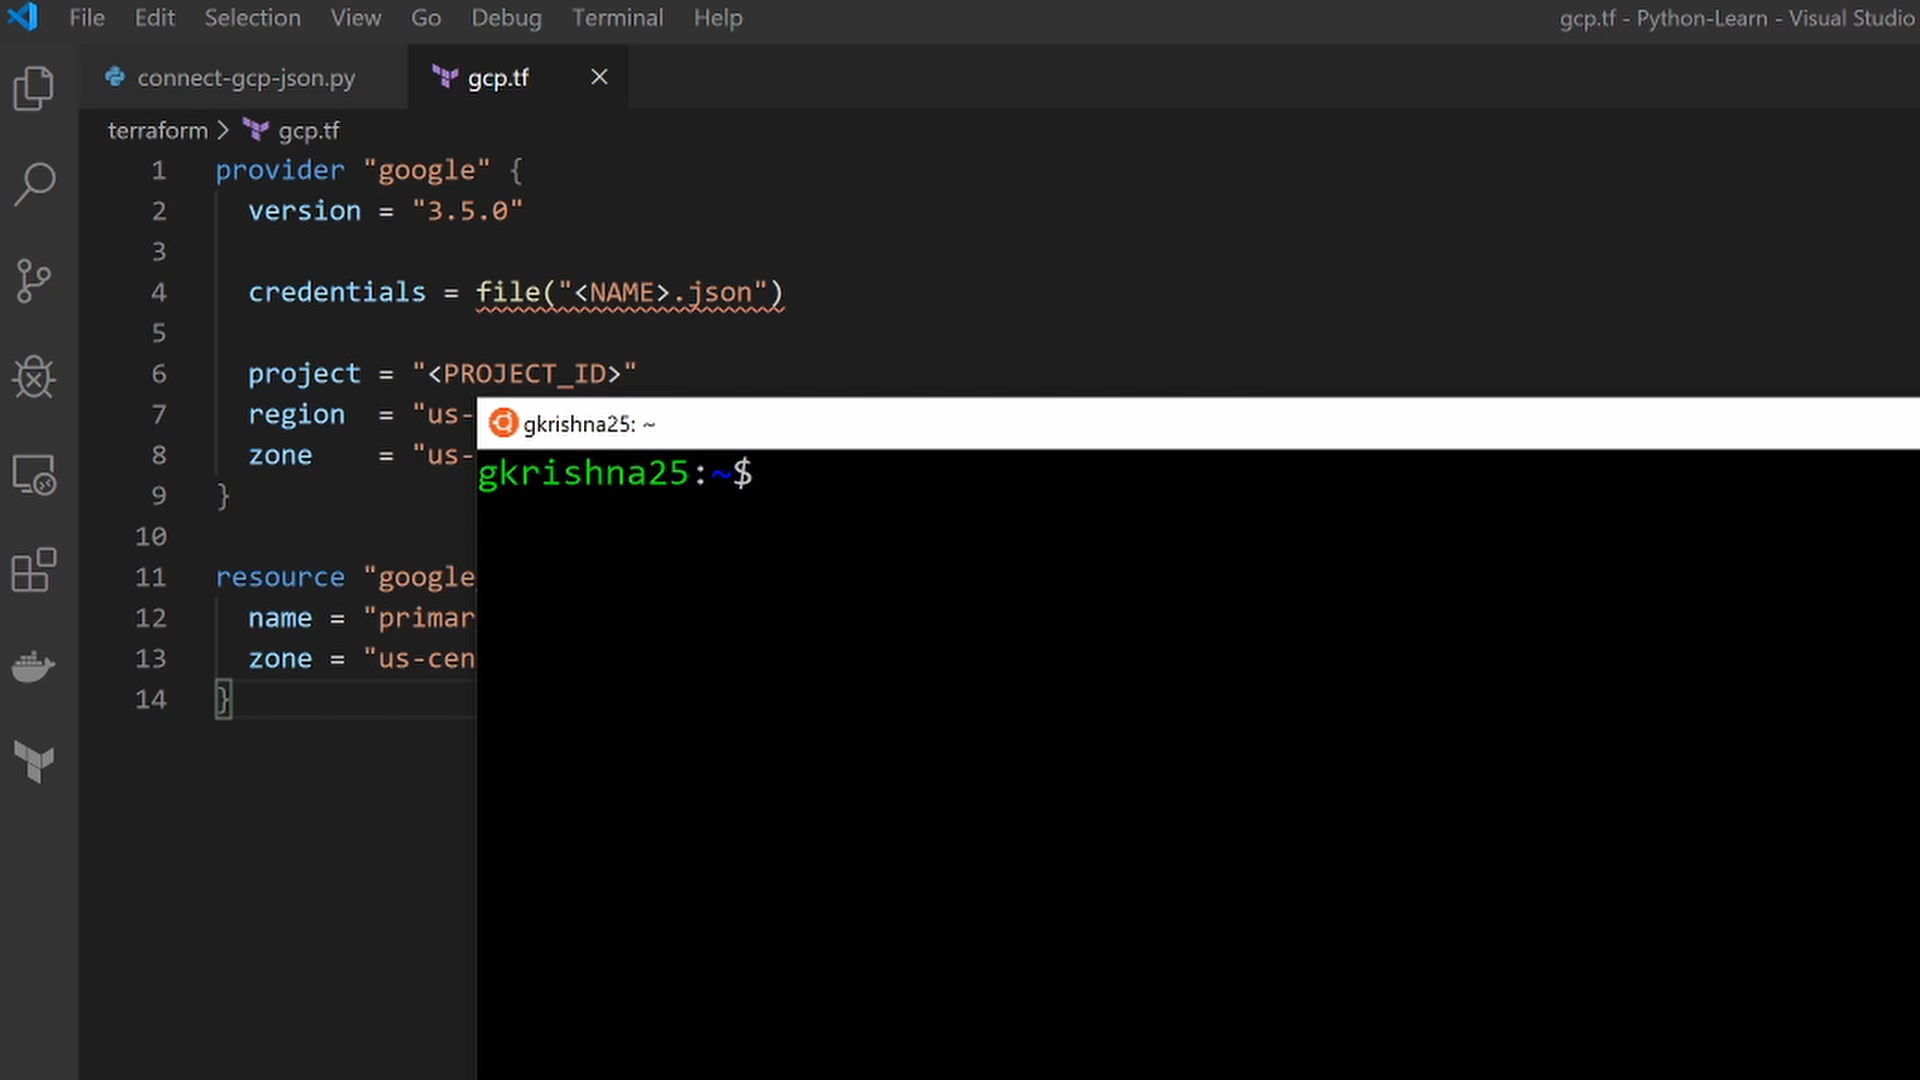 File Edit Selection View Go Debug Terminal Help
gcp.tf - Python-Learn - Visual Studio
connect-gcp-json.py
gcp.tf
terraform > gcp.tf
1 provider "google" {
2 version = "3.5.0"
3
4 credentials = file("<NAME>.json")
5
6 project = "<PROJECT_ID>"
7 region = "us-
8 zone = "us-
9 }
10
11 resource "google
12 name = "primar
13 zone = "us-cen
14 }
gkrishna25: ~
gkrishna25:~$